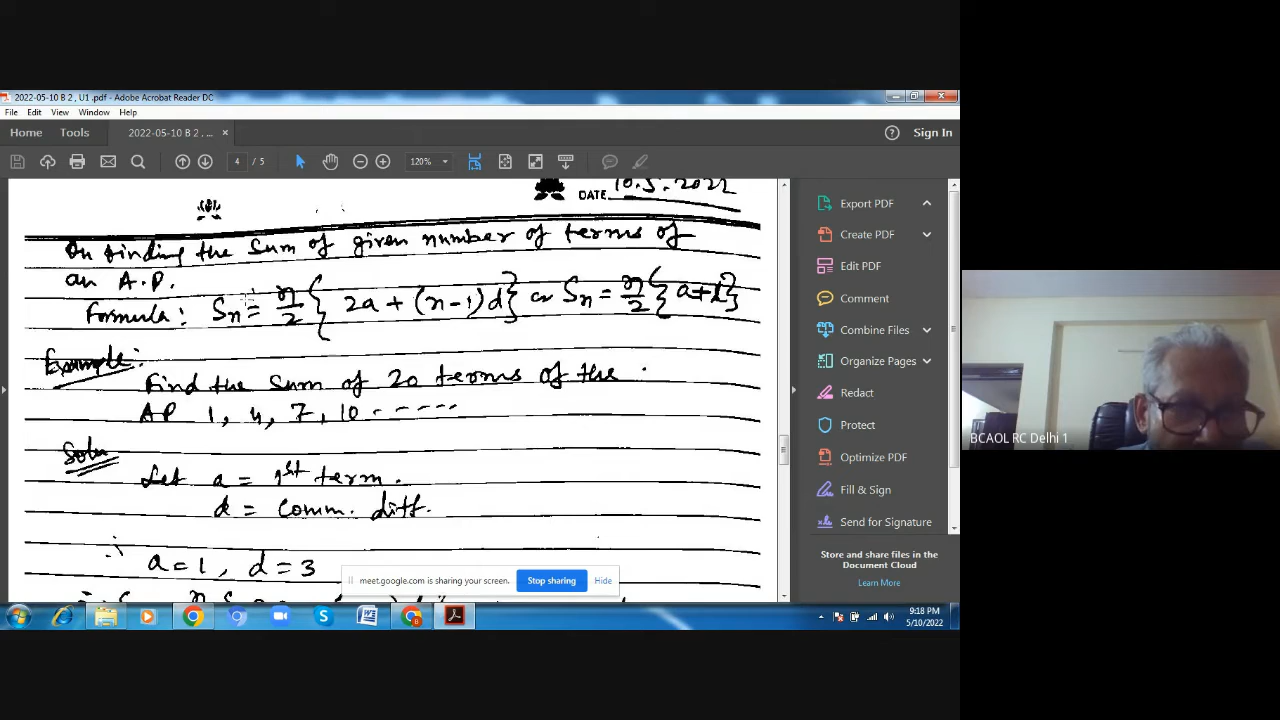 2022-05-10 B 2 , U1 .pdf - Adobe Acrobat Reader DC
File Edit View Window Help
Home Tools 2022-05-10 B 2 , ... × Sign In
4 / 5 120%
DATE 10.5.2022
On finding the sum of given number of terms of
an A.P.
Formula: Sn = n/2 { 2a + (n-1)d } or Sn = n/2 { a+l }
Example:
Find the sum of 20 terms of the
AP 1, 4, 7, 10 - - - - -
Soln
Let a = 1st term.
d = Comm. diff.
∴ a = 1, d = 3
meet.google.com is sharing your screen. Stop sharing Hide
Export PDF
Create PDF
Edit PDF
Comment
Combine Files
Organize Pages
Redact
Protect
Optimize PDF
Fill & Sign
Send for Signature
Store and share files in the
Document Cloud
Learn More
BCAOL RC Delhi 1
9:18 PM
5/10/2022